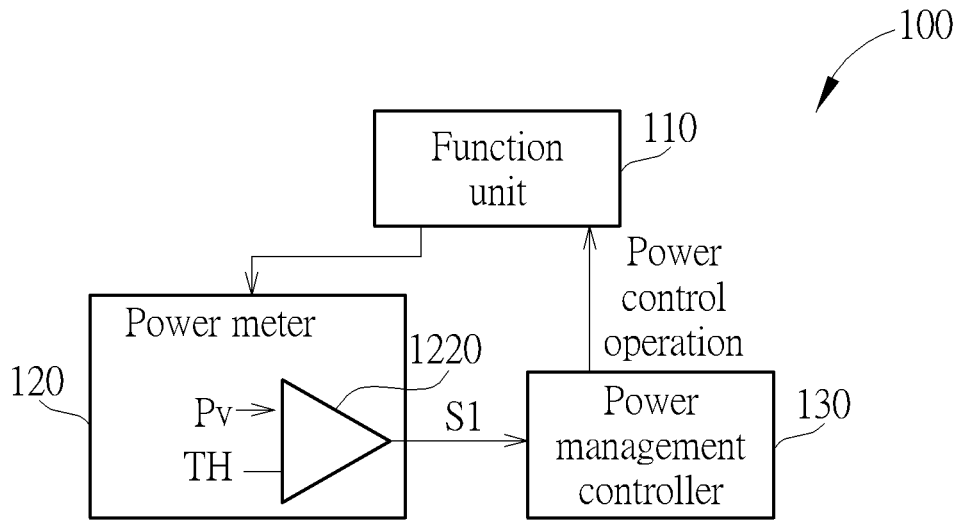 100
Function
unit
110
Power
control
operation
Power meter
1220
120
Pv
TH
S1
Power
management
controller
130